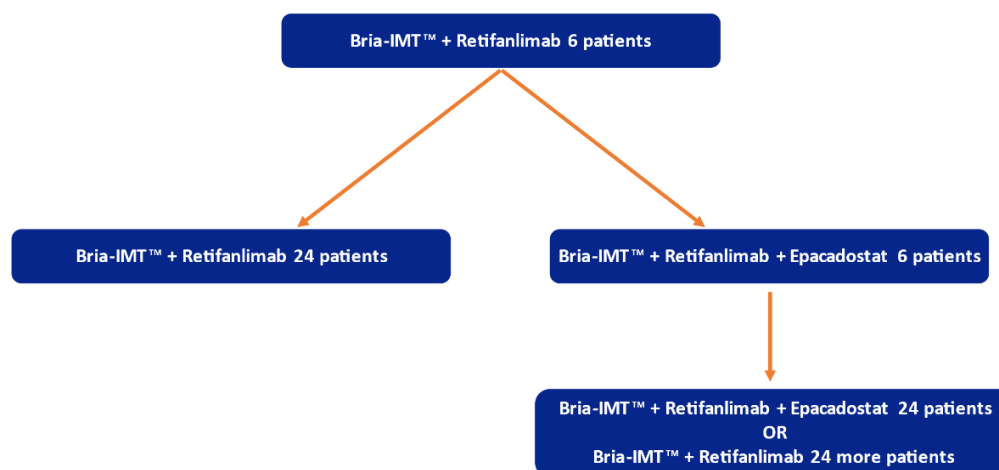 Bria-IMT™ + Retifanlimab 6 patients
Bria-IMT™ + Retifanlimab 24 patients
Bria-IMT™ + Retifanlimab + Epacadostat 6 patients
Bria-IMT™ + Retifanlimab + Epacadostat 24 patients
OR
Bria-IMT™ + Retifanlimab 24 more patients